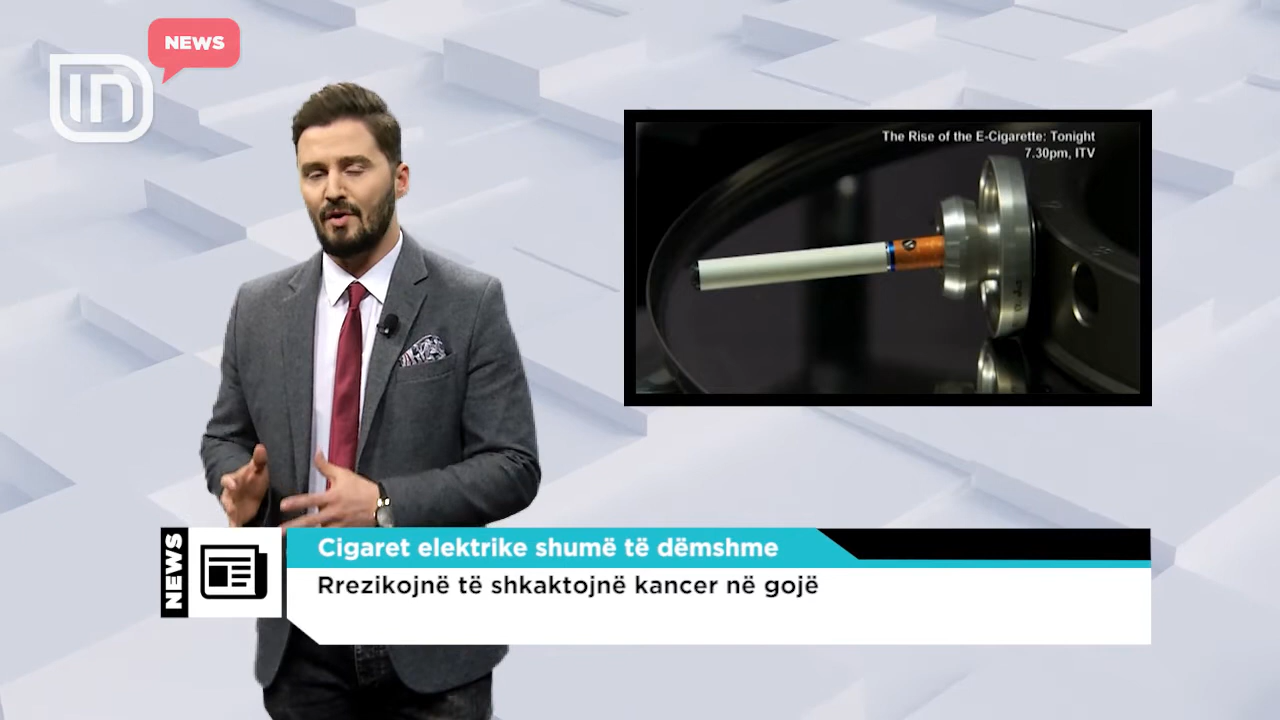 NEWS
IN
The Rise of the E-Cigarette: Tonight
7.30pm, ITV
NEWS
Cigaret elektrike shumë të dëmshme
Rrezikojnë të shkaktojnë kancer në gojë